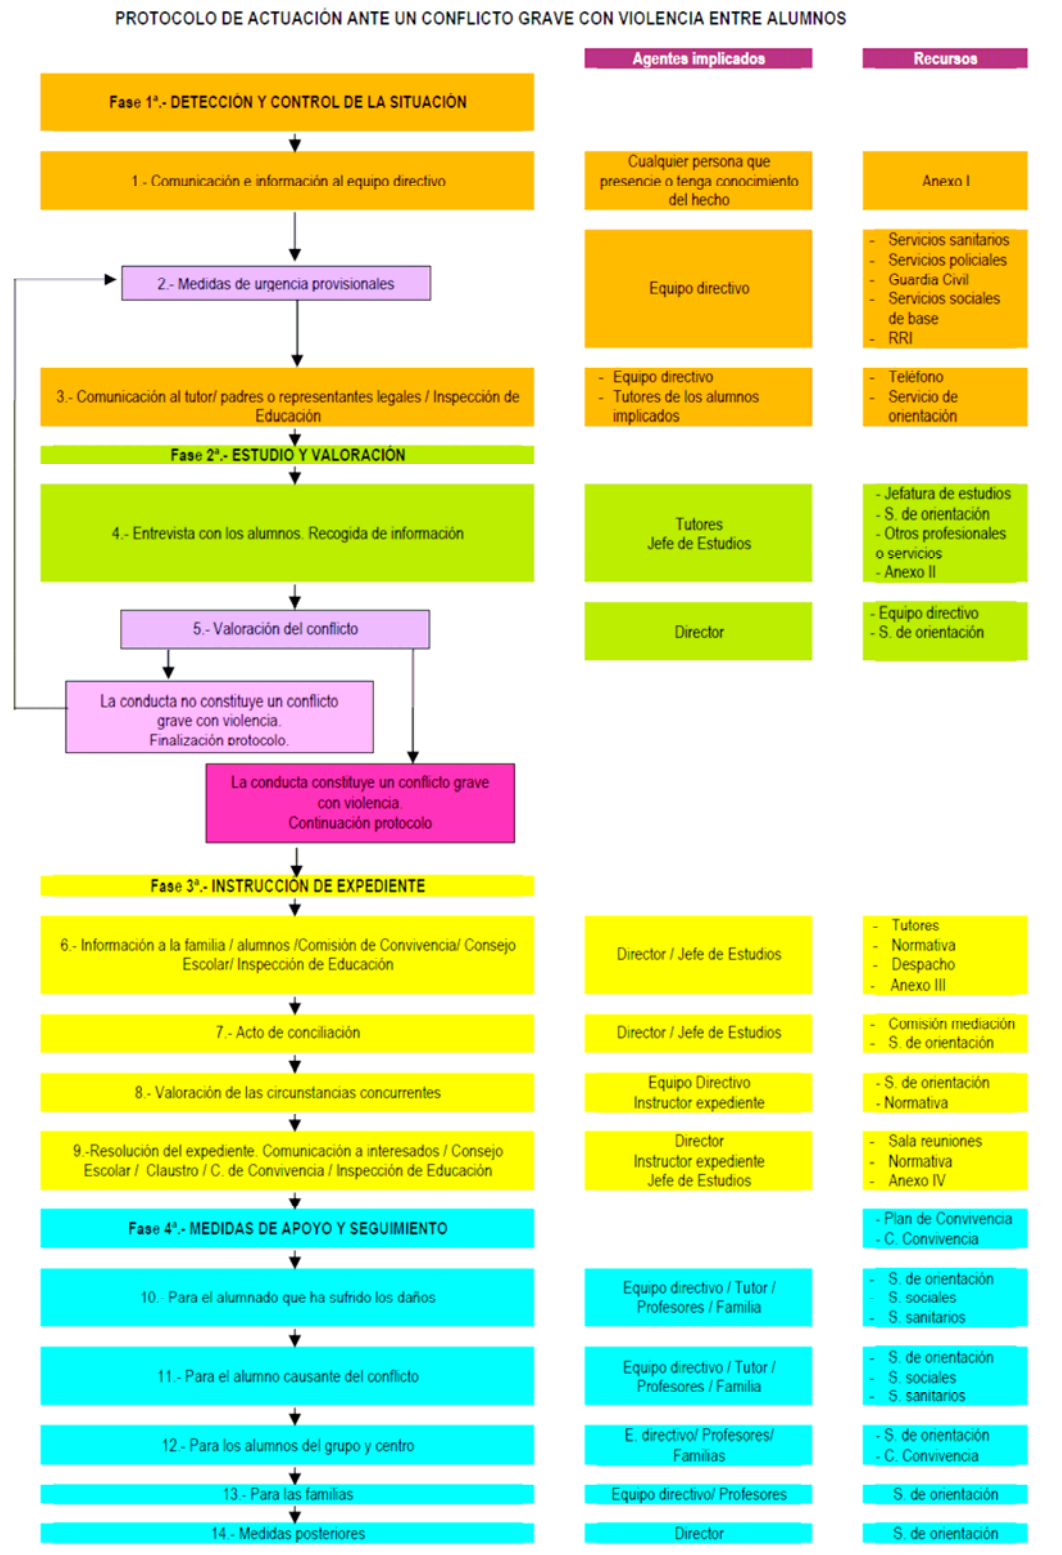 PROTOCOLO DE ACTUACIÓN ANTE UN CONFLICTO GRAVE CON VIOLENCIA ENTRE ALUMNOS
Agentes implicados
Recursos
Fase 1ª.- DETECCIÓN Y CONTROL DE LA SITUACIÓN
1.- Comunicación e información al equipo directivo
Cualquier persona que
presencie o tenga conocimiento
del hecho
Anexo I
2.- Medidas de urgencia provisionales
Equipo directivo
- Servicios sanitarios
- Servicios policiales
- Guardia Civil
- Servicios sociales
de base
- RRI
3.- Comunicación al tutor/ padres o representantes legales / Inspección de
Educación
- Equipo directivo
- Tutores de los alumnos
implicados
- Teléfono
- Servicio de
orientación
Fase 2ª.- ESTUDIO Y VALORACIÓN
4.- Entrevista con los alumnos. Recogida de información
Tutores
Jefe de Estudios
- Jefatura de estudios
- S. de orientación
- Otros profesionales
o servicios
- Anexo II
5.- Valoración del conflicto
Director
- Equipo directivo
- S. de orientación
La conducta no constituye un conflicto
grave con violencia.
Finalización protocolo.
La conducta constituye un conflicto grave
con violencia.
Continuación protocolo
Fase 3ª.- INSTRUCCIÓN DE EXPEDIENTE
6.- Información a la familia / alumnos /Comisión de Convivencia/ Consejo
Escolar/ Inspección de Educación
Director / Jefe de Estudios
- Tutores
- Normativa
- Despacho
- Anexo III
7.- Acto de conciliación
Director / Jefe de Estudios
- Comisión mediación
- S. de orientación
8.- Valoración de las circunstancias concurrentes
Equipo Directivo
Instructor expediente
- S. de orientación
- Normativa
9.-Resolución del expediente. Comunicación a interesados / Consejo
Escolar / Claustro / C. de Convivencia / Inspección de Educación
Director
Instructor expediente
Jefe de Estudios
- Sala reuniones
- Normativa
- Anexo IV
Fase 4ª.- MEDIDAS DE APOYO Y SEGUIMIENTO
- Plan de Convivencia
- C. Convivencia
10.- Para el alumnado que ha sufrido los daños
Equipo directivo / Tutor /
Profesores / Familia
- S. de orientación
- S. sociales
- S. sanitarios
11.- Para el alumno causante del conflicto
Equipo directivo / Tutor /
Profesores / Familia
- S. de orientación
- S. sociales
- S. sanitarios
12.- Para los alumnos del grupo y centro
E. directivo/ Profesores/
Familias
- S. de orientación
- C. Convivencia
13.- Para las familias
Equipo directivo/ Profesores
S. de orientación
14.- Medidas posteriores
Director
S. de orientación